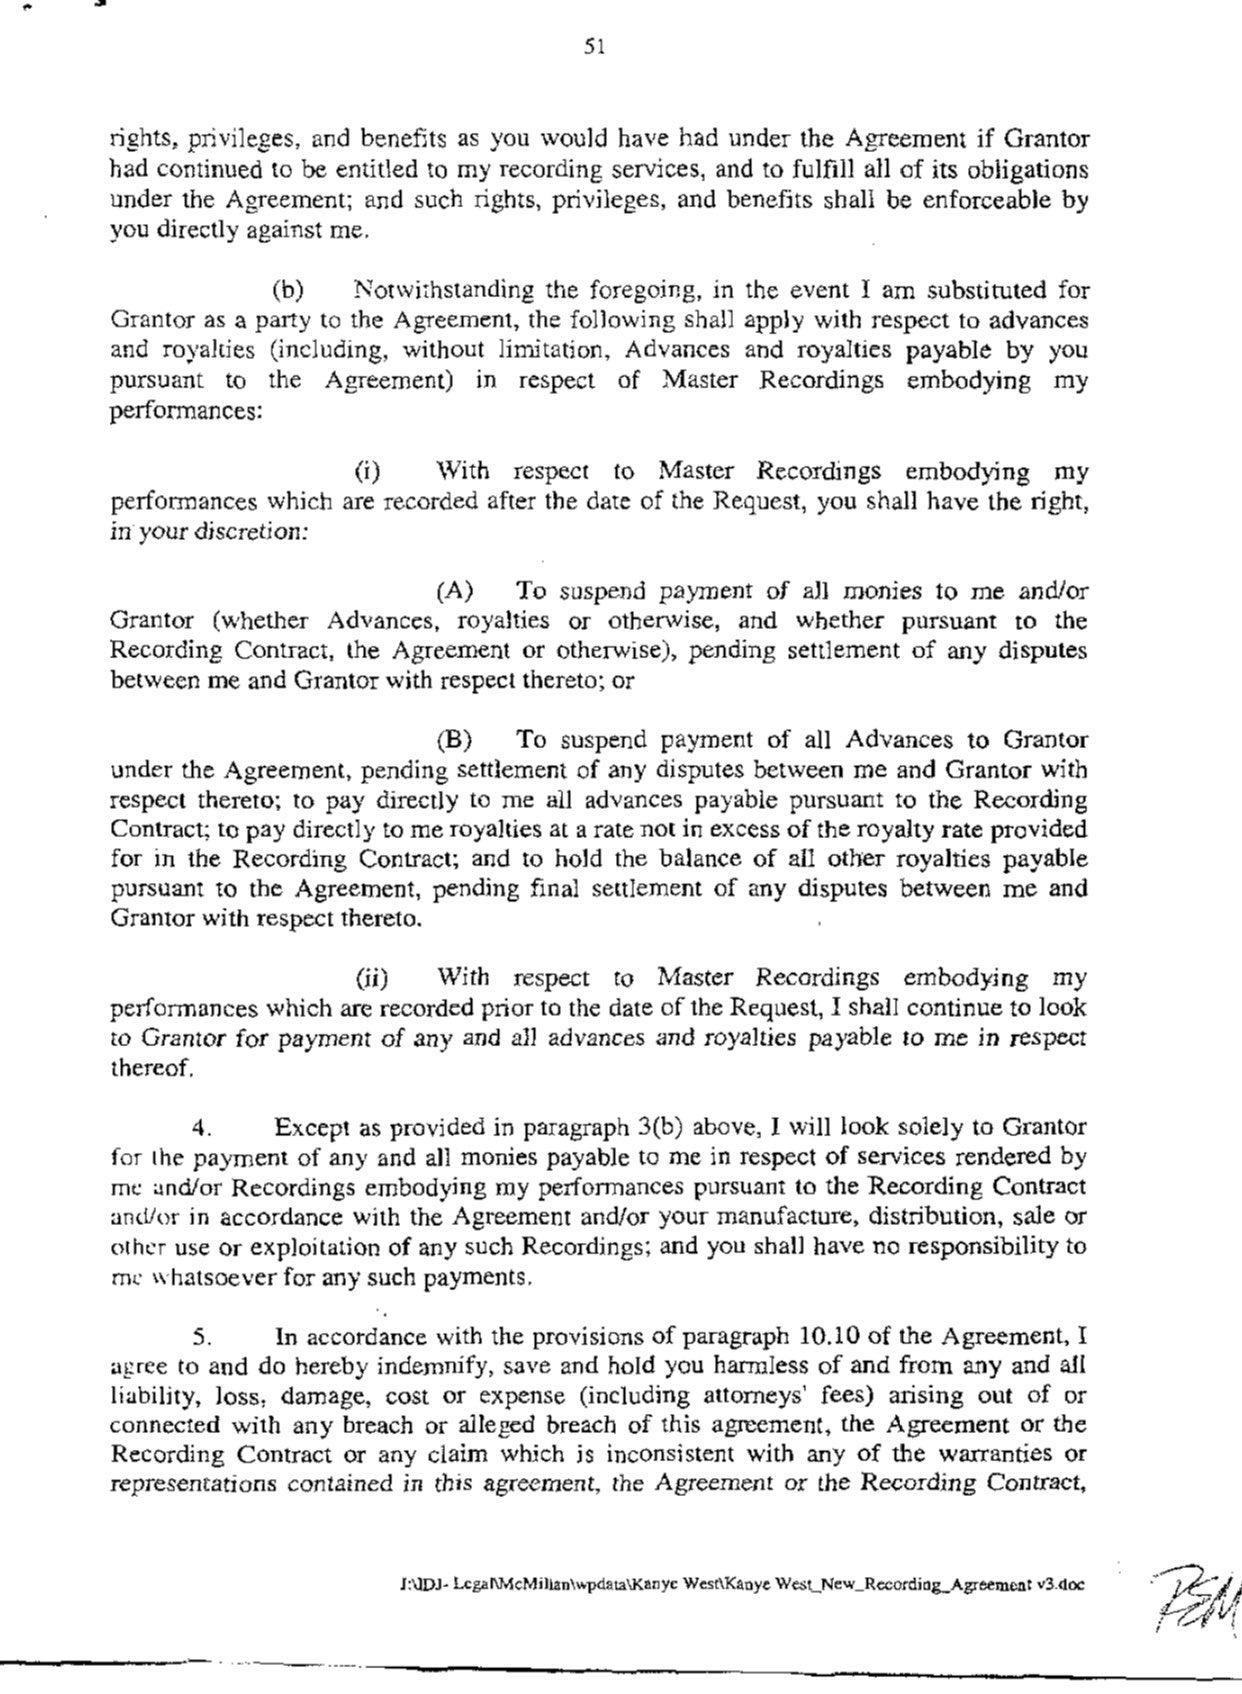 51
rights, privileges, and benefits as you would have had under the Agreement if Grantor
had continued to be entitled to my recording services, and to fulfill all of its obligations
under the Agreement; and such rights, privileges, and benefits shall be enforceable by
you directly against me.
(b) Notwithstanding the foregoing, in the event I am substituted for
Grantor as a party to the Agreement, the following shall apply with respect to advances
and royalties (including, without limitation, Advances and royalties payable by you
pursuant to the Agreement) in respect of Master Recordings embodying my
performances:
(i) With respect to Master Recordings embodying my
performances which are recorded after the date of the Request, you shall have the right,
in your discretion:
(A) To suspend payment of all monies to me and/or
Grantor (whether Advances, royalties or otherwise, and whether pursuant to the
Recording Contract, the Agreement or otherwise), pending settlement of any disputes
between me and Grantor with respect thereto; or
(B) To suspend payment of all Advances to Grantor
under the Agreement, pending settlement of any disputes between me and Grantor with
respect thereto; to pay directly to me all advances payable pursuant to the Recording
Contract; to pay directly to me royalties at a rate not in excess of the royalty rate provided
for in the Recording Contract; and to hold the balance of all other royalties payable
pursuant to the Agreement, pending final settlement of any disputes between me and
Grantor with respect thereto.
(ii) With respect to Master Recordings embodying my
performances which are recorded prior to the date of the Request, I shall continue to look
to Grantor for payment of any and all advances and royalties payable to me in respect
thereof.
4. Except as provided in paragraph 3(b) above, I will look solely to Grantor
for the payment of any and all monies payable to me in respect of services rendered by
me and/or Recordings embodying my performances pursuant to the Recording Contract
and/or in accordance with the Agreement and/or your manufacture, distribution, sale or
other use or exploitation of any such Recordings; and you shall have no responsibility to
me whatsoever for any such payments.
5. In accordance with the provisions of paragraph 10.10 of the Agreement, I
agree to and do hereby indemnify, save and hold you harmless of and from any and all
liability, loss, damage, cost or expense (including attorneys' fees) arising out of or
connected with any breach or alleged breach of this agreement, the Agreement or the
Recording Contract or any claim which is inconsistent with any of the warranties or
representations contained in this agreement, the Agreement or the Recording Contract,
J:\IDJ- Legal\McMillan\wpdata\Kanye West\Kanye West_New_Recording_Agreement v3.doc